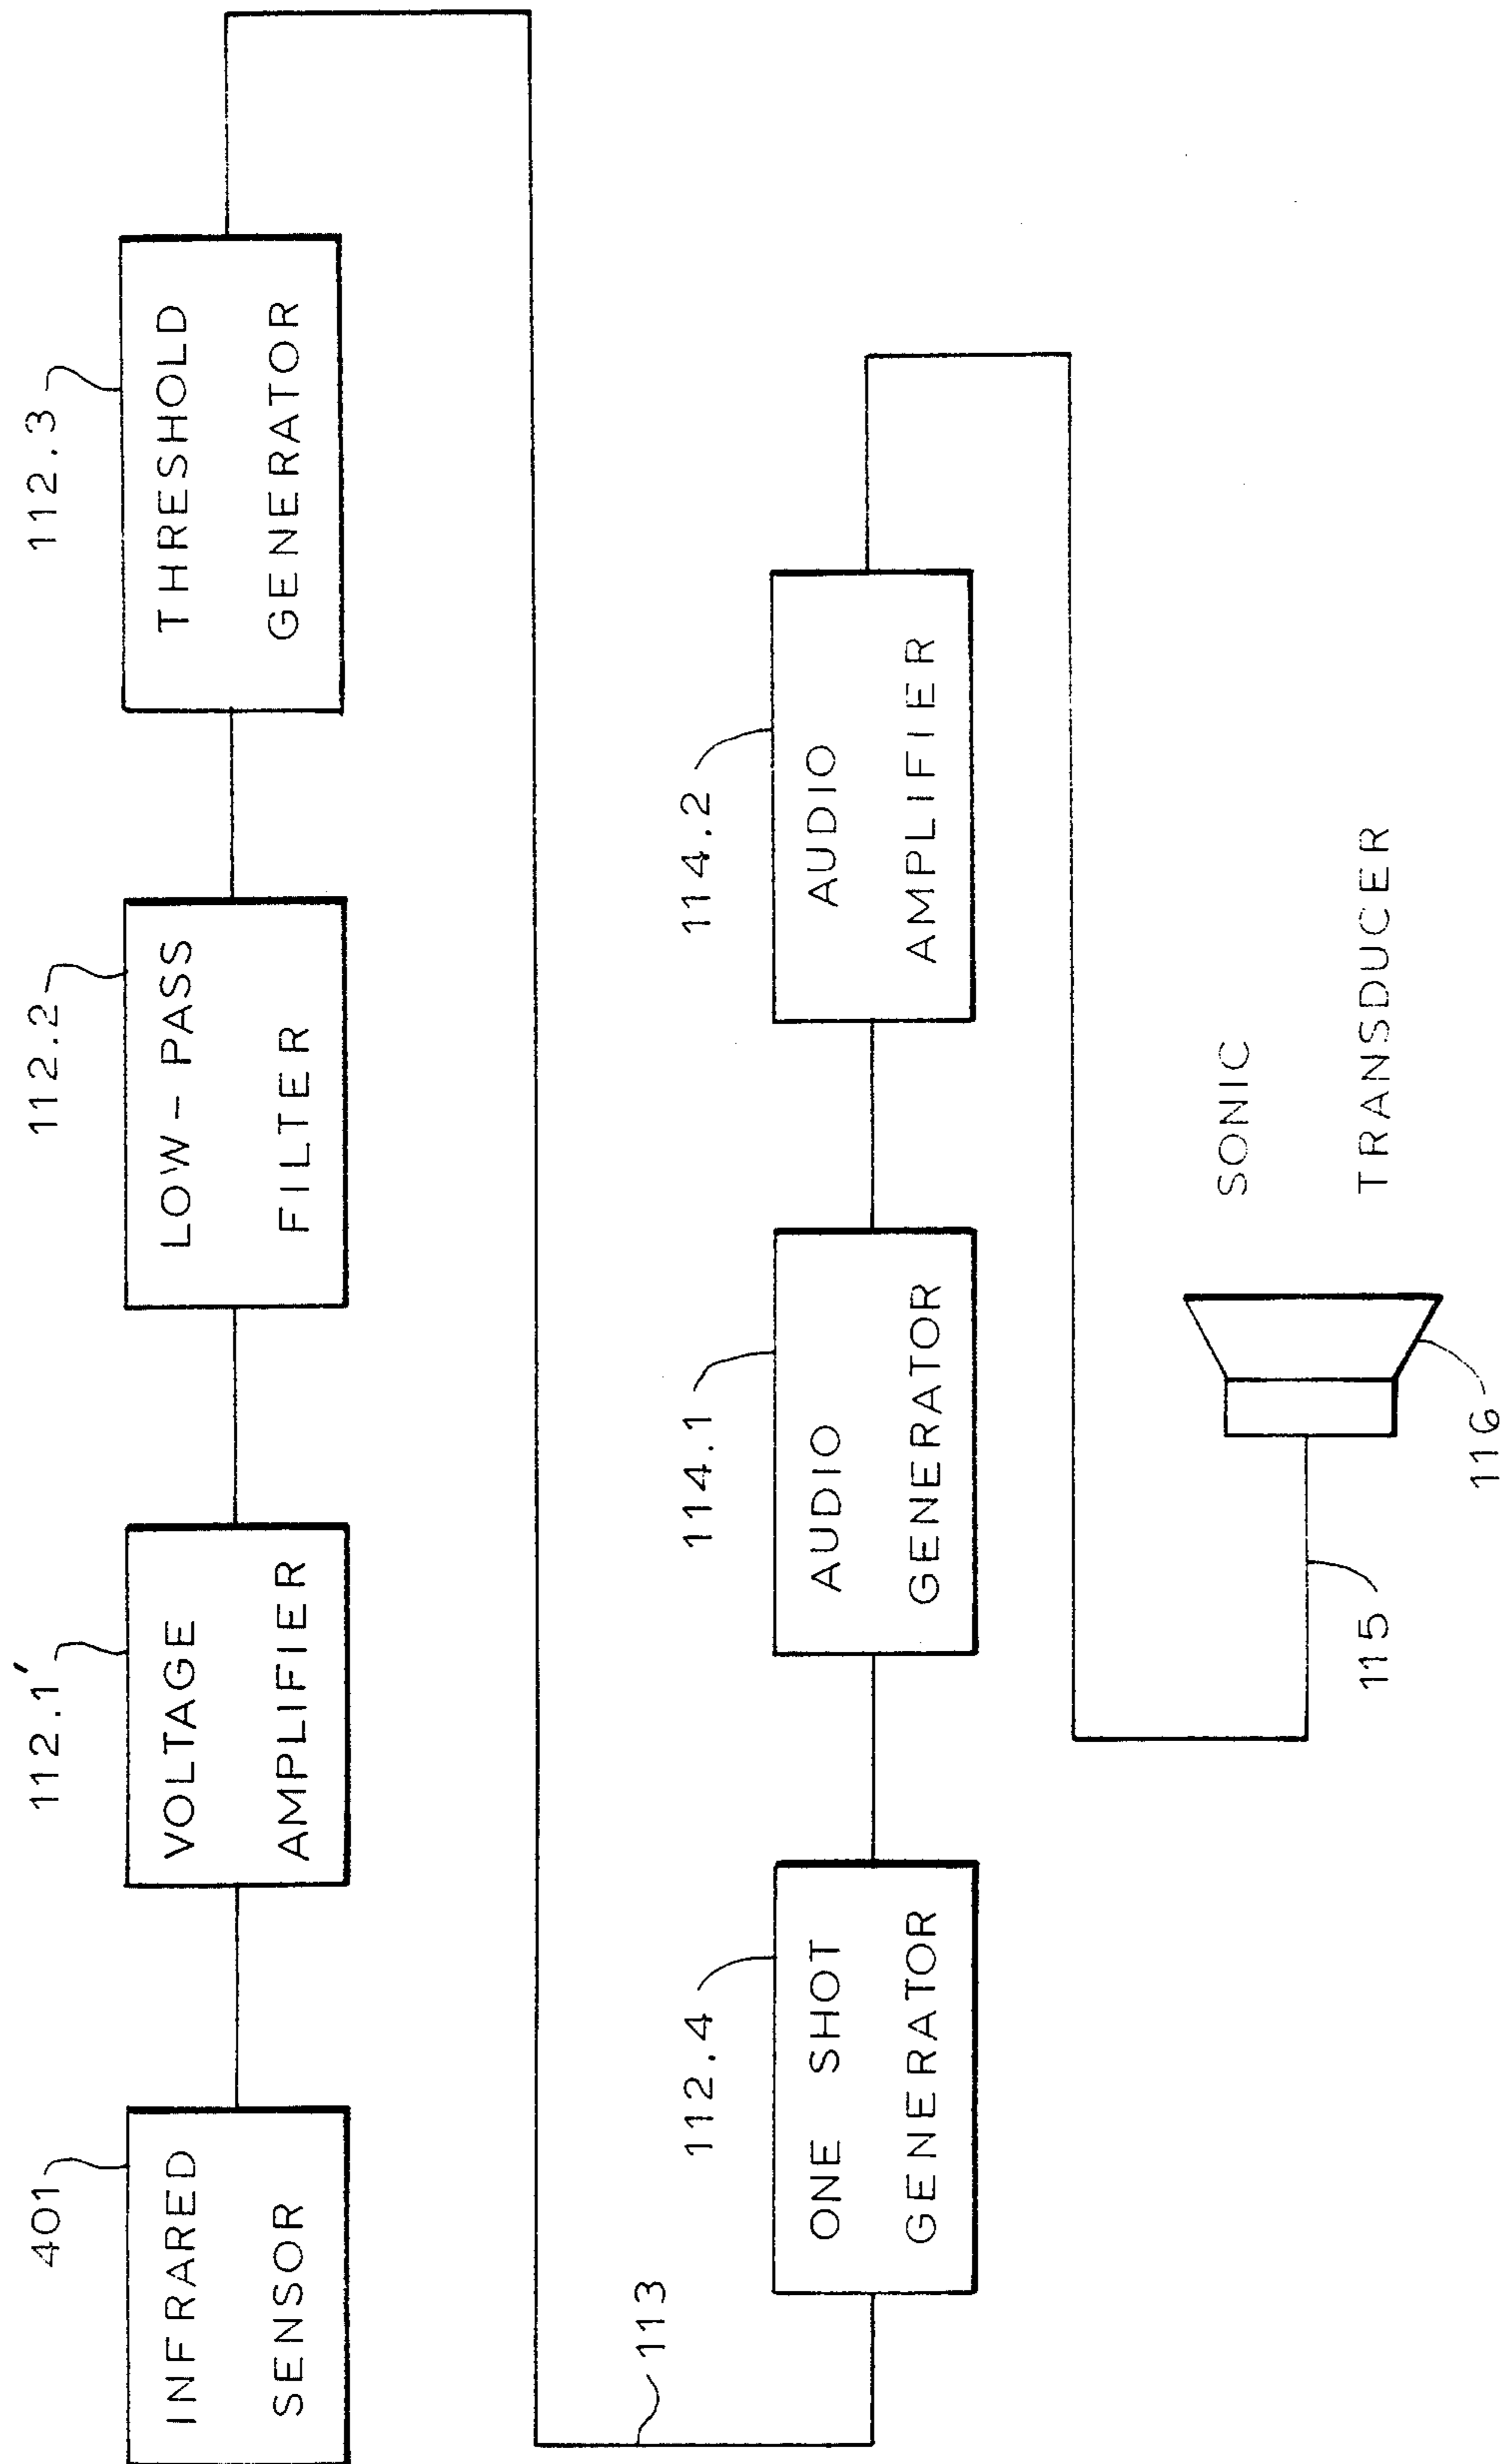 401
INFRARED
SENSOR
112.1'
VOLTAGE
AMPLIFIER
112.2
LOW-PASS
FILTER
112.3
THRESHOLD
GENERATOR
113
112.4
ONE SHOT
GENERATOR
114.1
AUDIO
GENERATOR
114.2
AUDIO
AMPLIFIER
115
116
SONIC
TRANSDUCER